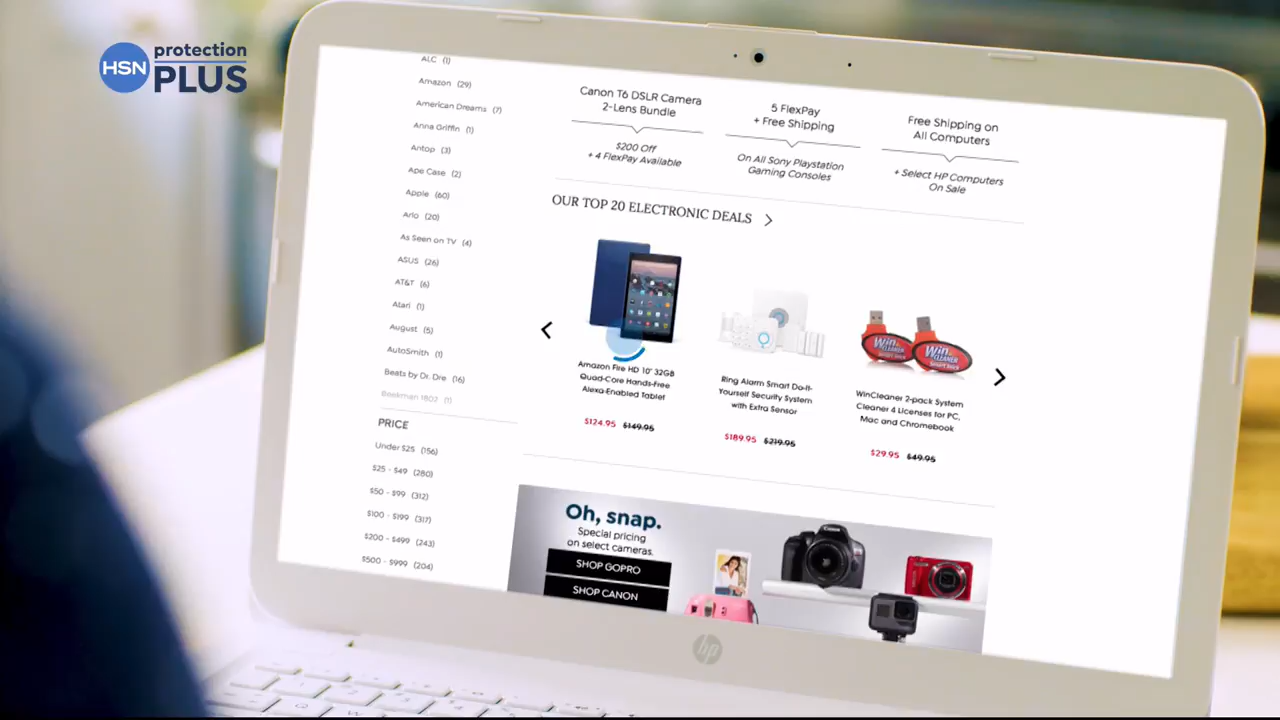 HSN protection
PLUS
ALC (1)
Amazon (29)
American Dreams (7)
Anna Griffin (1)
Antop (3)
Ape Case (2)
Apple (60)
Arlo (20)
As Seen on TV (4)
ASUS (26)
AT&T (6)
Atari (1)
August (5)
AutoSmith (1)
Beats by Dr. Dre (16)
Beekman 1802 (1)
PRICE
Under $25 (156)
$25 - $49 (280)
$50 - $99 (312)
$100 - $199 (317)
$200 - $499 (243)
$500 - $999 (204)
Canon T6 DSLR Camera
2-Lens Bundle
$200 Off
+ 4 FlexPay Available
5 FlexPay
+ Free Shipping
On All Sony Playstation
Gaming Consoles
Free Shipping on
All Computers
+ Select HP Computers
On Sale
OUR TOP 20 ELECTRONIC DEALS
Amazon Fire HD 10" 32GB
Quad-Core Hands-Free
Alexa-Enabled Tablet
$124.95 $149.95
Ring Alarm Smart Do-It-
Yourself Security System
with Extra Sensor
$189.95 $219.95
Win
CLEANER
Win
CLEANER
WinCleaner 2-pack System
Cleaner 4 Licenses for PC,
Mac and Chromebook
$29.95 $49.95
Oh, snap.
Special pricing
on select cameras.
SHOP GOPRO
SHOP CANON
Canon
hp